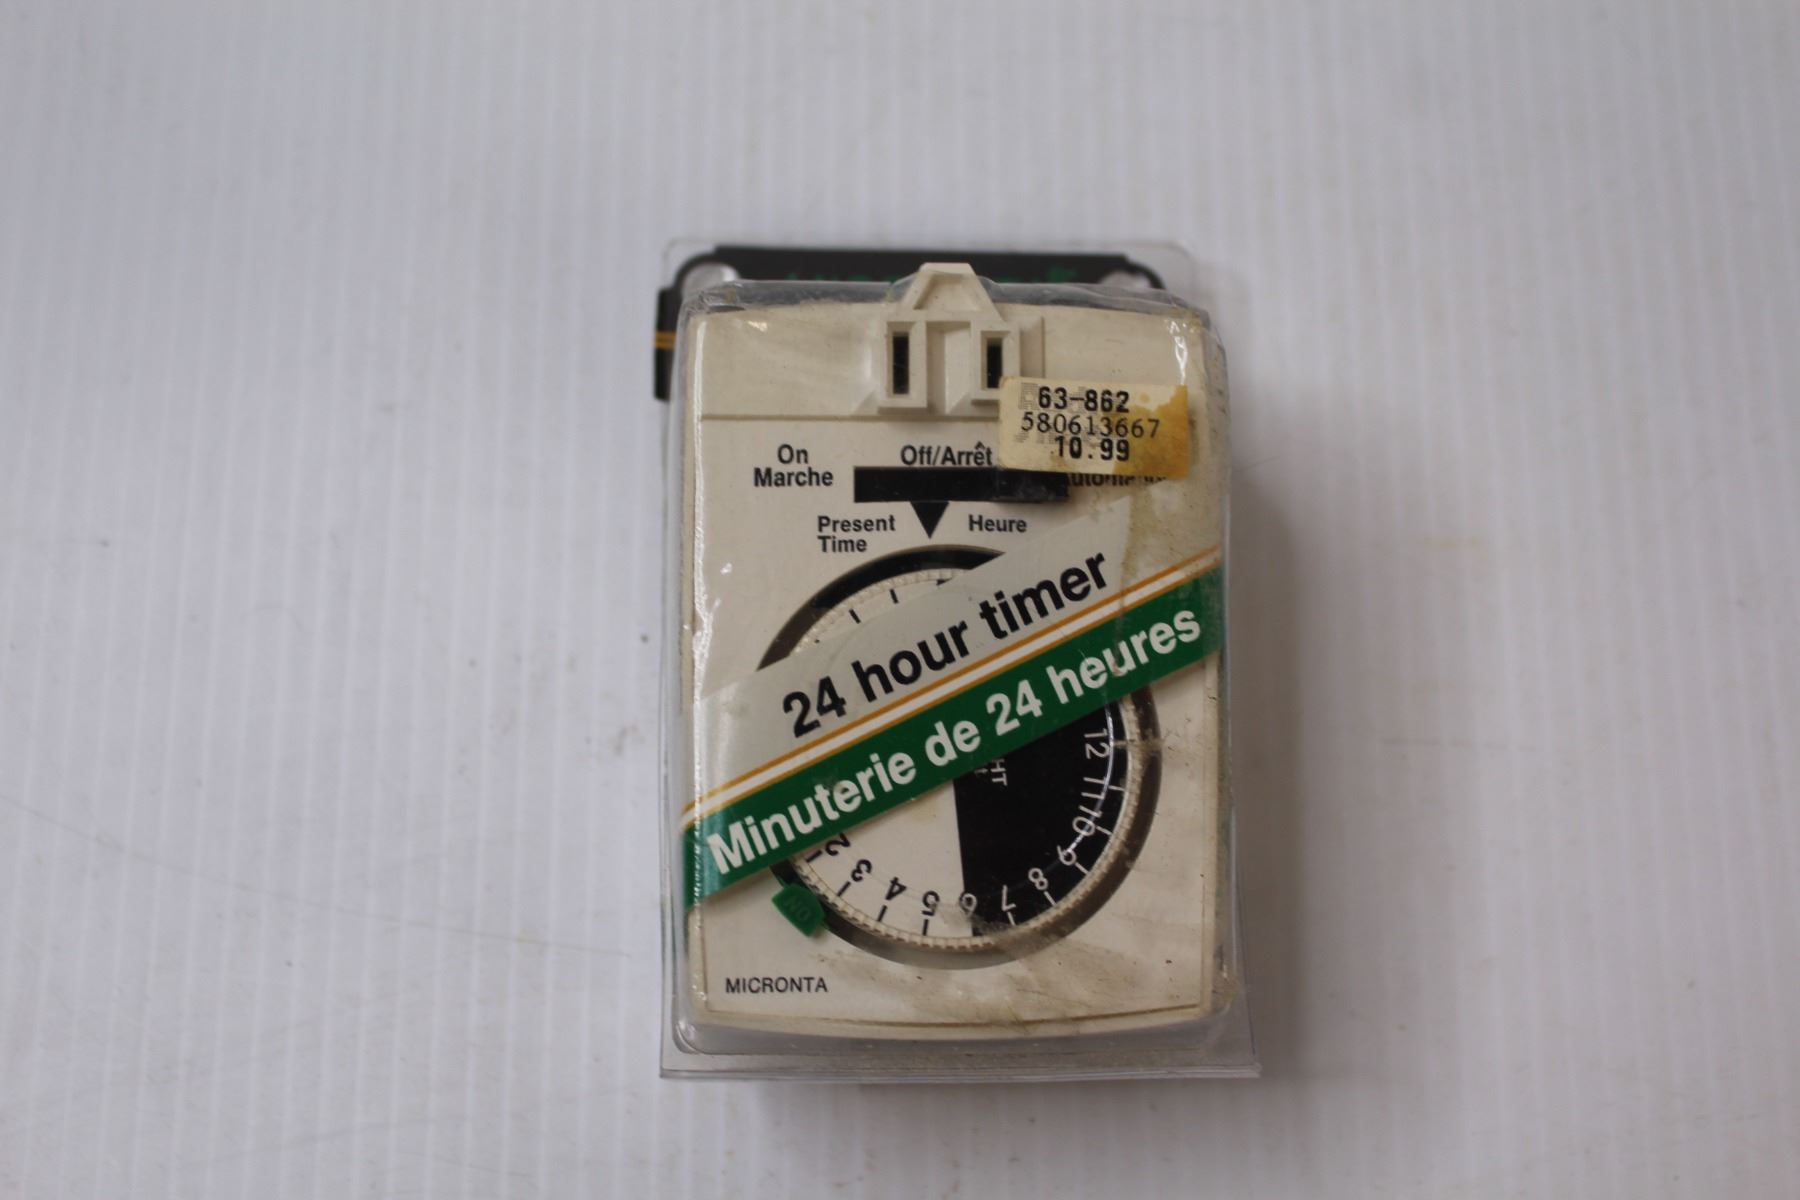 63-862
580613667
10.99
On
Marche
Off/Arrêt
Present
Time
Heure
24 hour timer
Minuterie de 24 heures
12
11
10
9
8
7
6
5
4
3
2
ON
MICRONTA